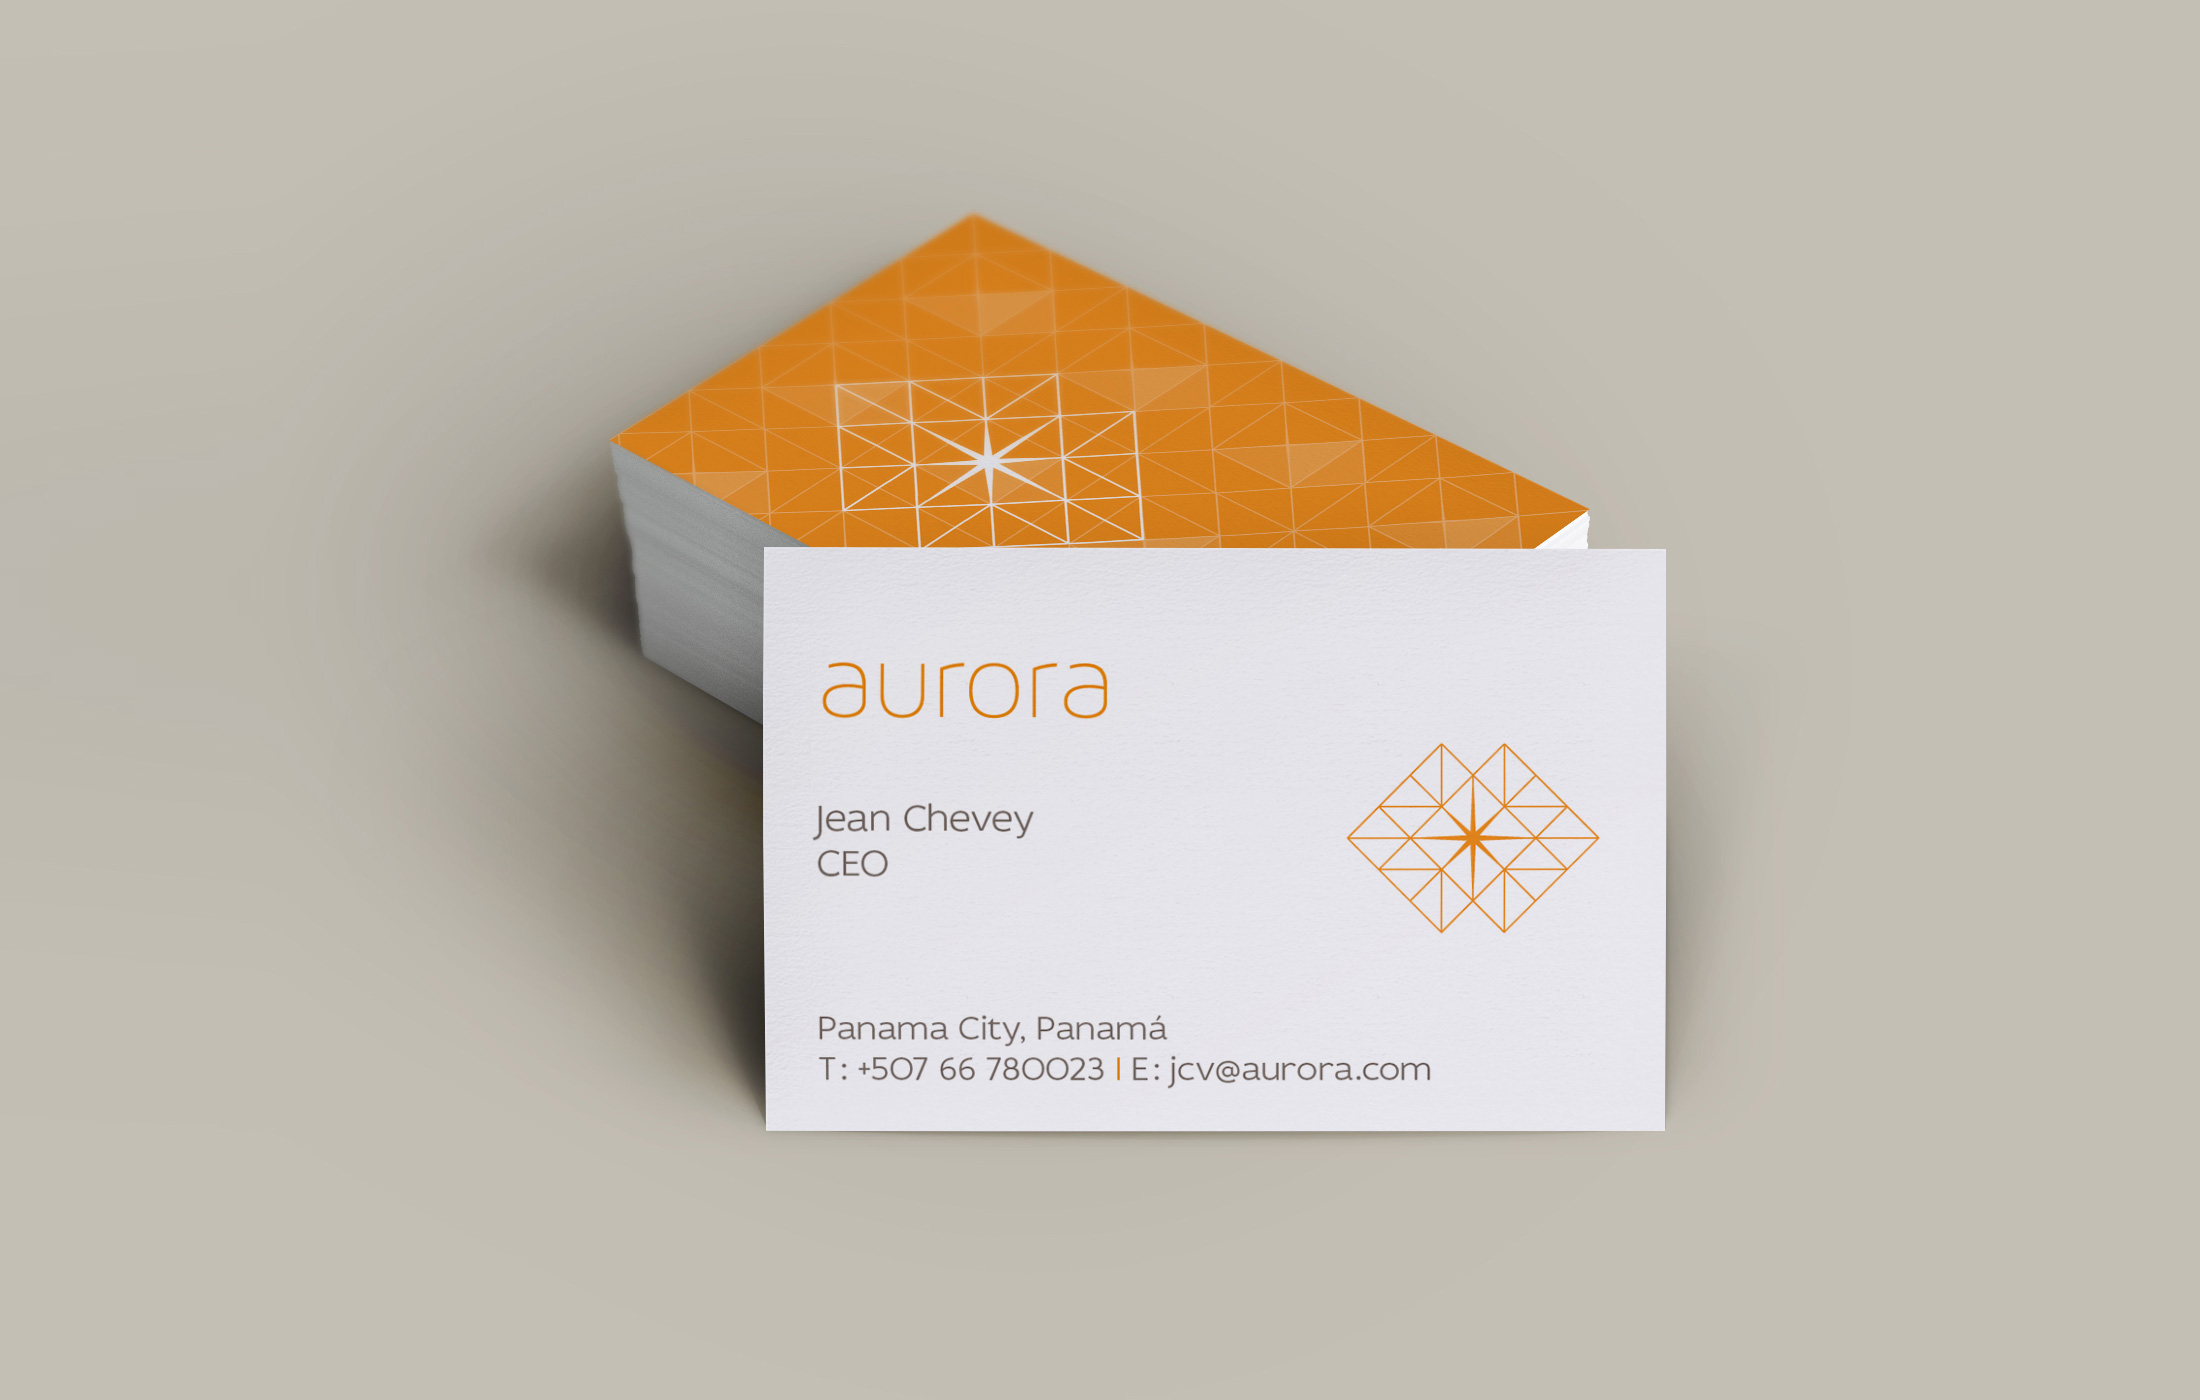 aurora
Jean Chevey
CEO
Panama City, Panamá
T: +507 66 780023 | E: jcv@aurora.com